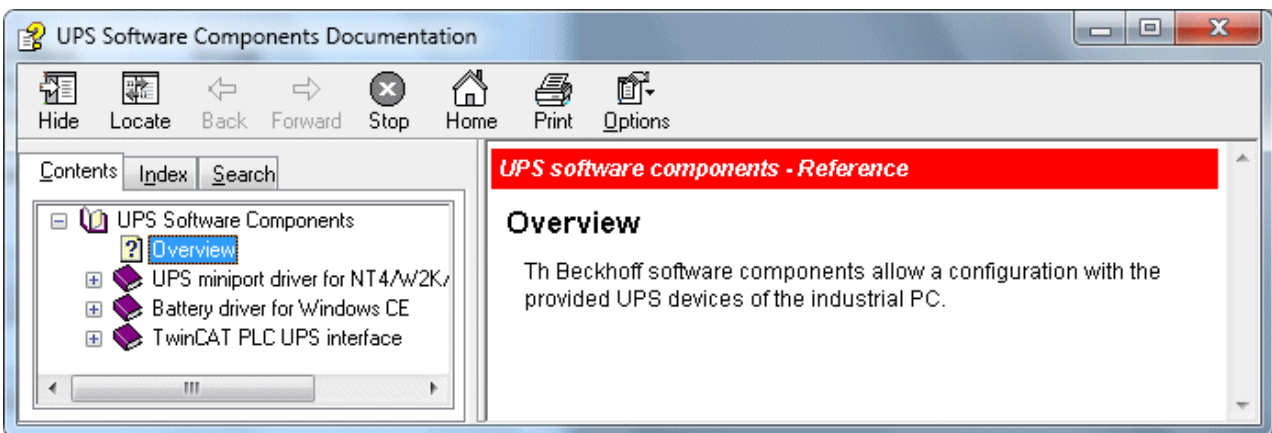 UPS Software Components Documentation
Hide Locate Back Forward Stop Home Print Options
Contents Index Search
UPS Software Components
Overview
UPS miniport driver for NT4/W2K/
Battery driver for Windows CE
TwinCAT PLC UPS interface
UPS software components - Reference
Overview
Th Beckhoff software components allow a configuration with the
provided UPS devices of the industrial PC.